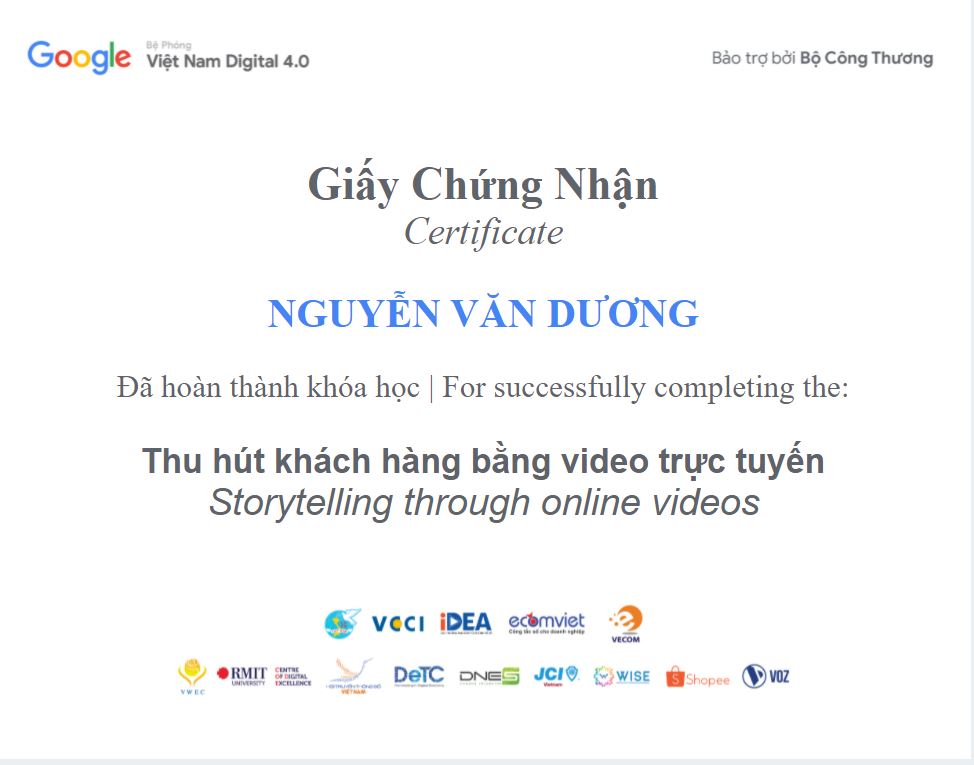 Google
Bệ Phóng
Việt Nam Digital 4.0
Bảo trợ bởi Bộ Công Thương
Giấy Chứng Nhận
Certificate
NGUYỄN VĂN DƯƠNG
Đã hoàn thành khóa học | For successfully completing the:
Thu hút khách hàng bằng video trực tuyến
Storytelling through online videos
VCCI
iDEA
ecomviet
Cộng tác số cho doanh nghiệp
VECOM
VWEC
RMIT
UNIVERSITY
CENTRE
OF DIGITAL
EXCELLENCE
VIETNAM
DeTC
DNES
JCI
Vietnam
WISE
Shopee
VOZ